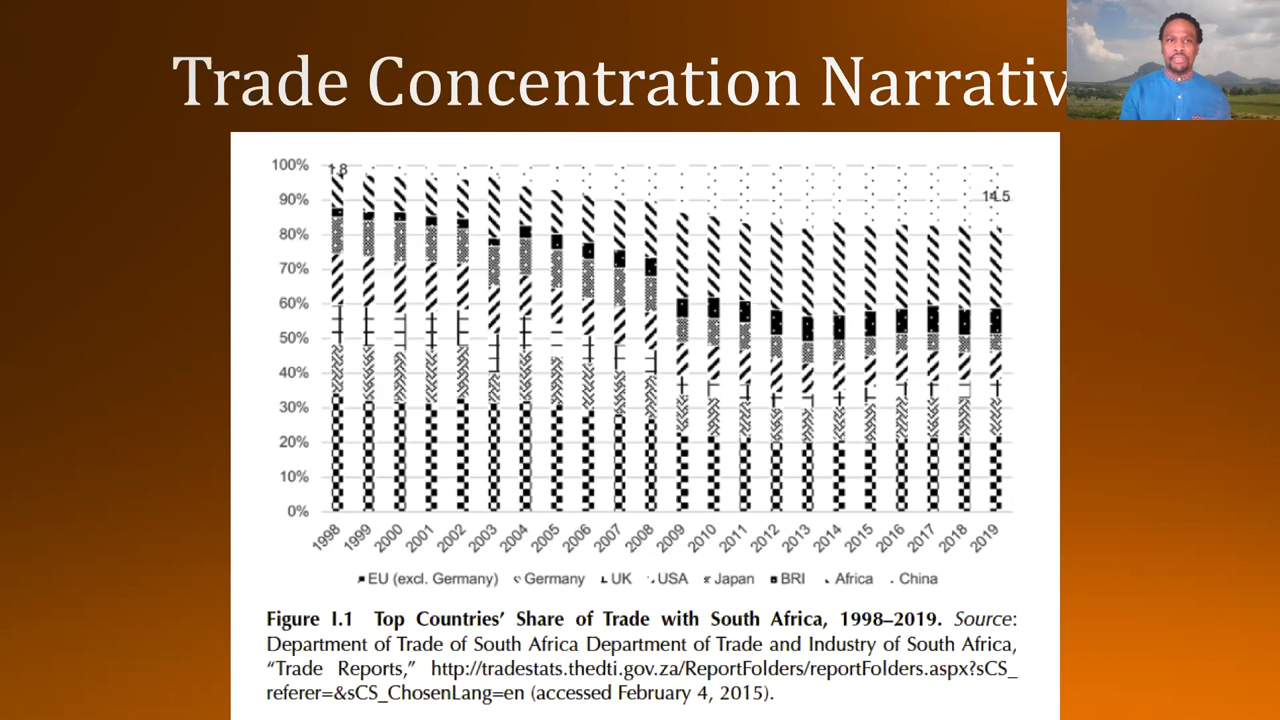 Trade Concentration Narrativ
100%
90%
80%
70%
60%
50%
40%
30%
20%
10%
0%
1.8
14.5
1998 1999 2000 2001 2002 2003 2004 2005 2006 2007 2008 2009 2010 2011 2012 2013 2014 2015 2016 2017 2018 2019
EU (excl. Germany) Germany UK USA Japan BRI Africa China
Figure I.1 Top Countries’ Share of Trade with South Africa, 1998–2019. Source:
Department of Trade of South Africa Department of Trade and Industry of South Africa,
“Trade Reports,” http://tradestats.thedti.gov.za/ReportFolders/reportFolders.aspx?sCS_
referer=&sCS_ChosenLang=en (accessed February 4, 2015).